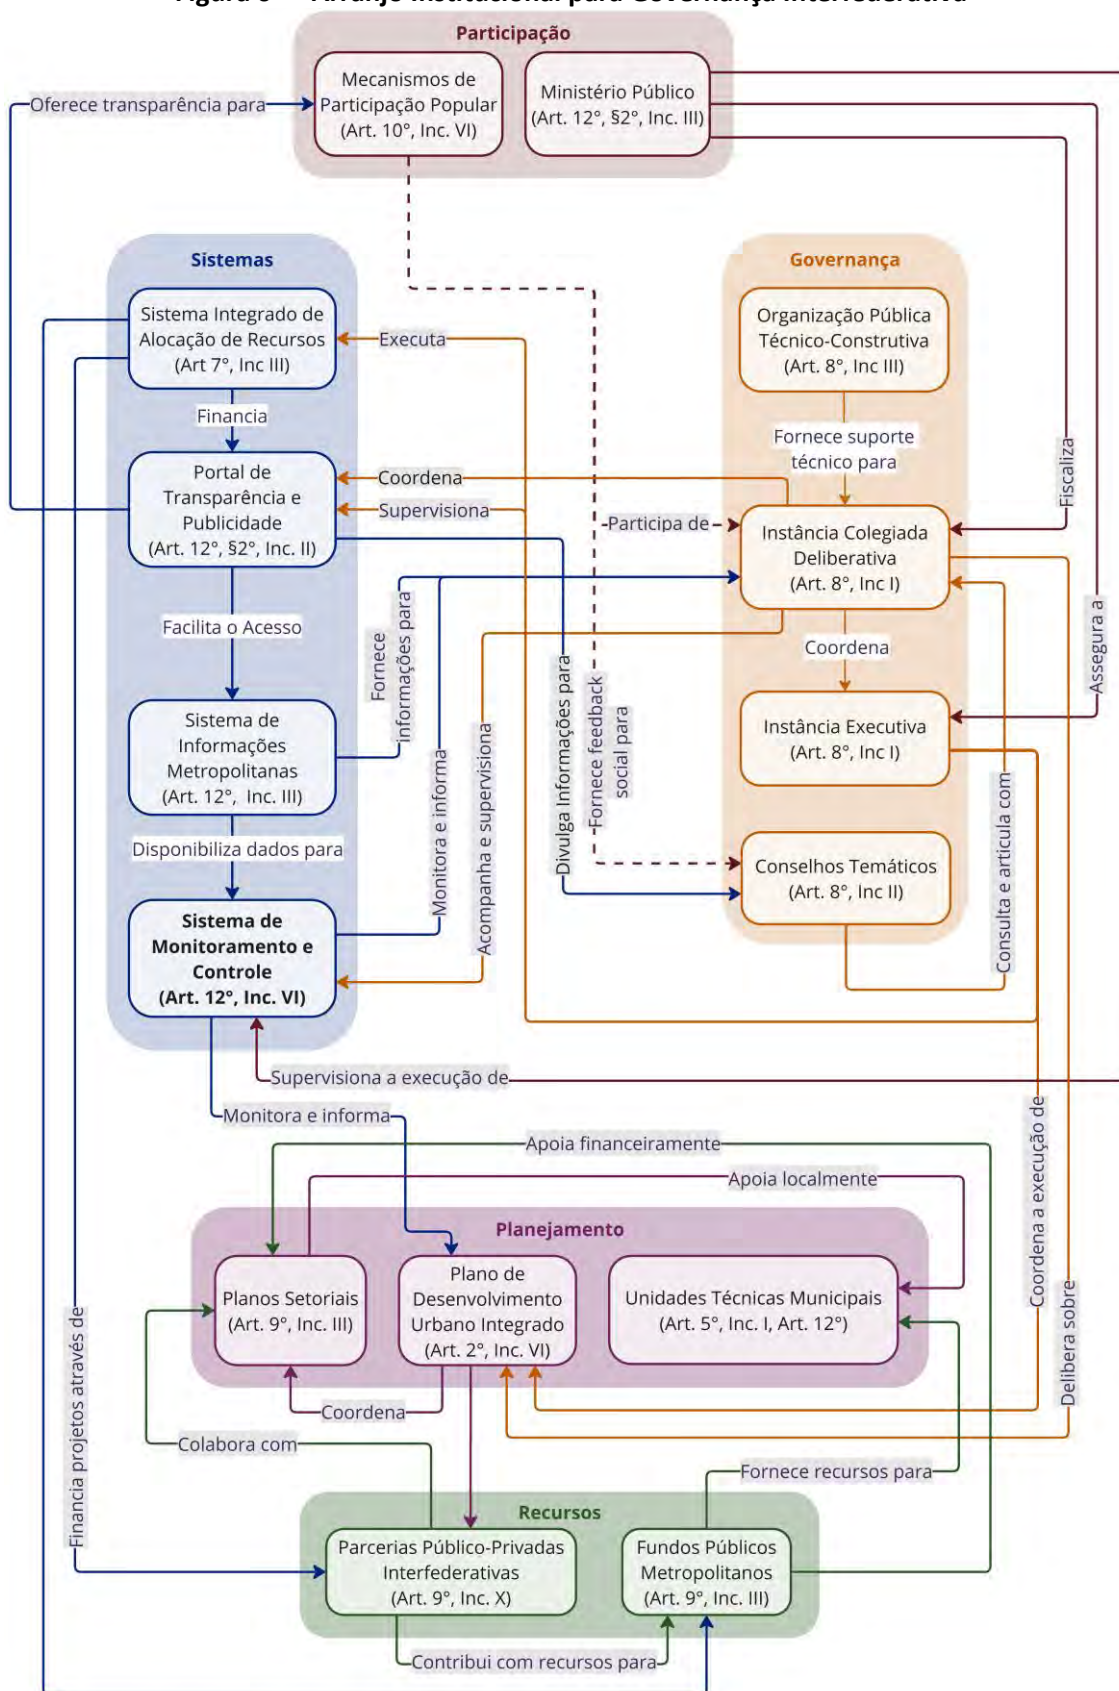 Participação
Mecanismos de
Participação Popular
(Art. 10°, Inc. VI)
Ministério Público
(Art. 12°, §2°, Inc. III)
Oferece transparência para
Sistemas
Governança
Sistema Integrado de
Alocação de Recursos
(Art 7°, Inc III)
Executa
Organização Pública
Técnico-Construtiva
(Art. 8°, Inc III)
Financia
Fornece suporte
técnico para
Fiscaliza
Portal de
Transparência e
Publicidade
(Art. 12°, §2°, Inc. II)
Coordena
Supervisiona
Participa de
Instância Colegiada
Deliberativa
(Art. 8°, Inc I)
Facilita o Acesso
Fornece
informações para
Coordena
Assegura a
Sistema de
Informações
Metropolitanas
(Art. 12°, Inc. III)
Instância Executiva
(Art. 8°, Inc I)
Monitora e informa
Acompanha e supervisiona
Divulga Informações para
Fornece feedback
social para
Consulta e articula com
Disponibiliza dados para
Conselhos Temáticos
(Art. 8°, Inc II)
Sistema de
Monitoramento e
Controle
(Art. 12°, Inc. VI)
Supervisiona a execução de
Monitora e informa
Apoia financeiramente
Apoia localmente
Coordena a execução de
Delibera sobre
Planejamento
Planos Setoriais
(Art. 9°, Inc. III)
Plano de
Desenvolvimento
Urbano Integrado
(Art. 2°, Inc. VI)
Unidades Técnicas Municipais
(Art. 5°, Inc. I, Art. 12°)
Coordena
Colabora com
Fornece recursos para
Financia projetos através de
Recursos
Parcerias Público-Privadas
Interfederativas
(Art. 9°, Inc. X)
Fundos Públicos
Metropolitanos
(Art. 9°, Inc. III)
Contribui com recursos para